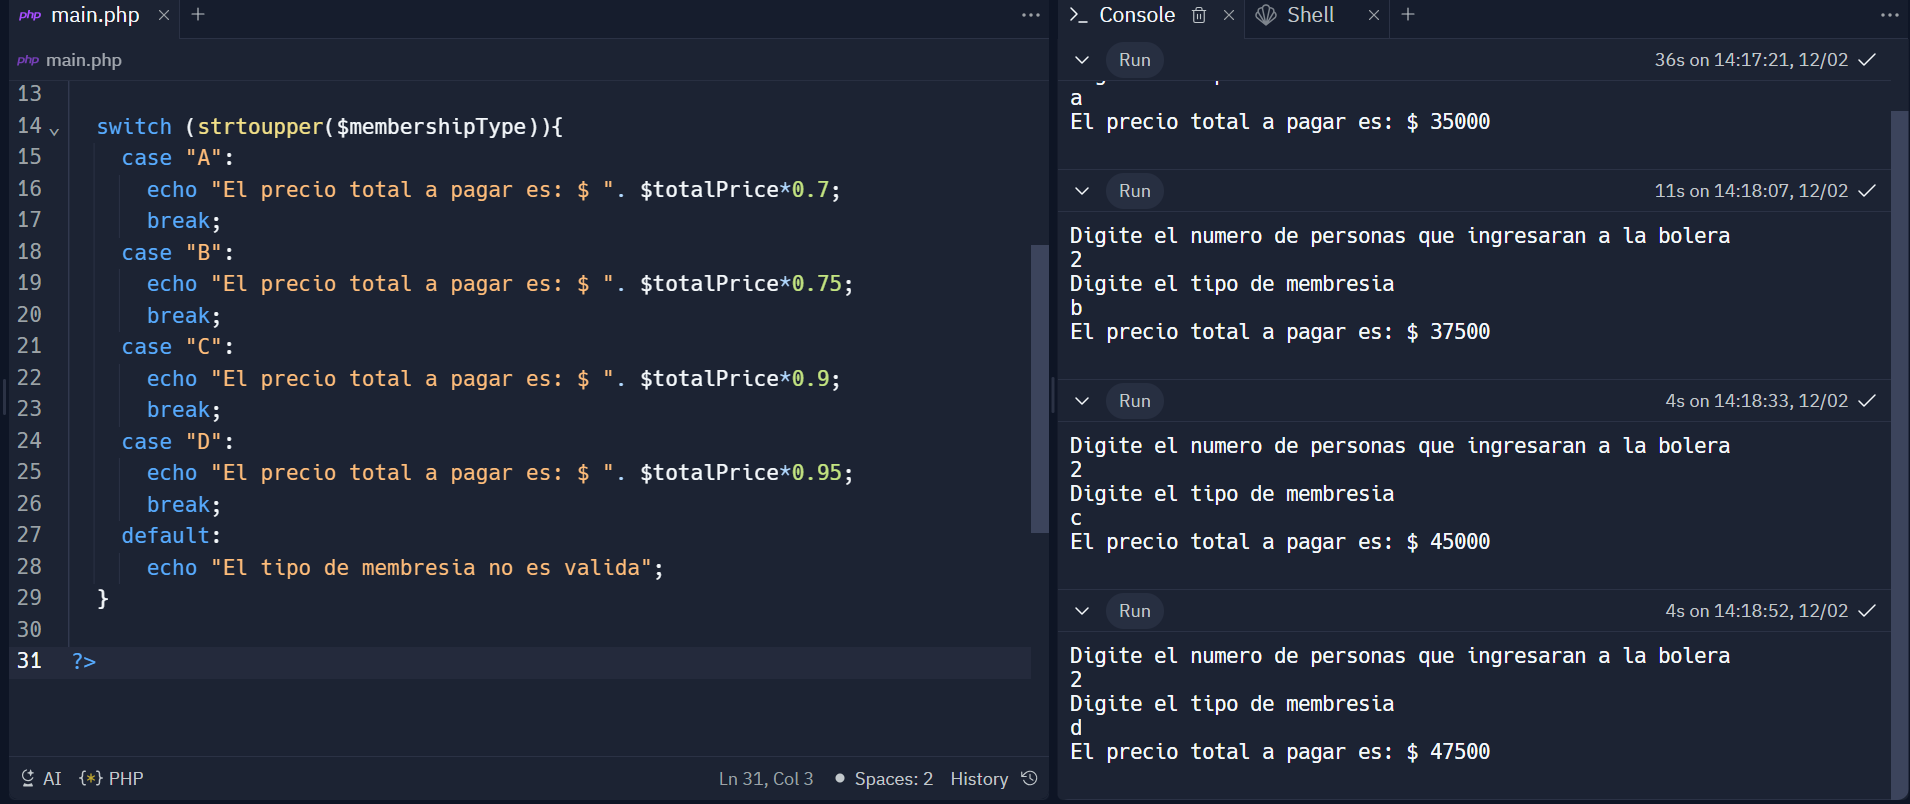 php main.php × +
php main.php
13
14 switch (strtoupper($membershipType)){
15 case "A":
16 echo "El precio total a pagar es: $ ". $totalPrice*0.7;
17 break;
18 case "B":
19 echo "El precio total a pagar es: $ ". $totalPrice*0.75;
20 break;
21 case "C":
22 echo "El precio total a pagar es: $ ". $totalPrice*0.9;
23 break;
24 case "D":
25 echo "El precio total a pagar es: $ ". $totalPrice*0.95;
26 break;
27 default:
28 echo "El tipo de membresia no es valida";
29 }
30
31 ?>
AI {*} PHP Ln 31, Col 3 Spaces: 2 History
>_ Console × Shell × +
Run 36s on 14:17:21, 12/02
a
El precio total a pagar es: $ 35000
Run 11s on 14:18:07, 12/02
Digite el numero de personas que ingresaran a la bolera
2
Digite el tipo de membresia
b
El precio total a pagar es: $ 37500
Run 4s on 14:18:33, 12/02
Digite el numero de personas que ingresaran a la bolera
2
Digite el tipo de membresia
c
El precio total a pagar es: $ 45000
Run 4s on 14:18:52, 12/02
Digite el numero de personas que ingresaran a la bolera
2
Digite el tipo de membresia
d
El precio total a pagar es: $ 47500